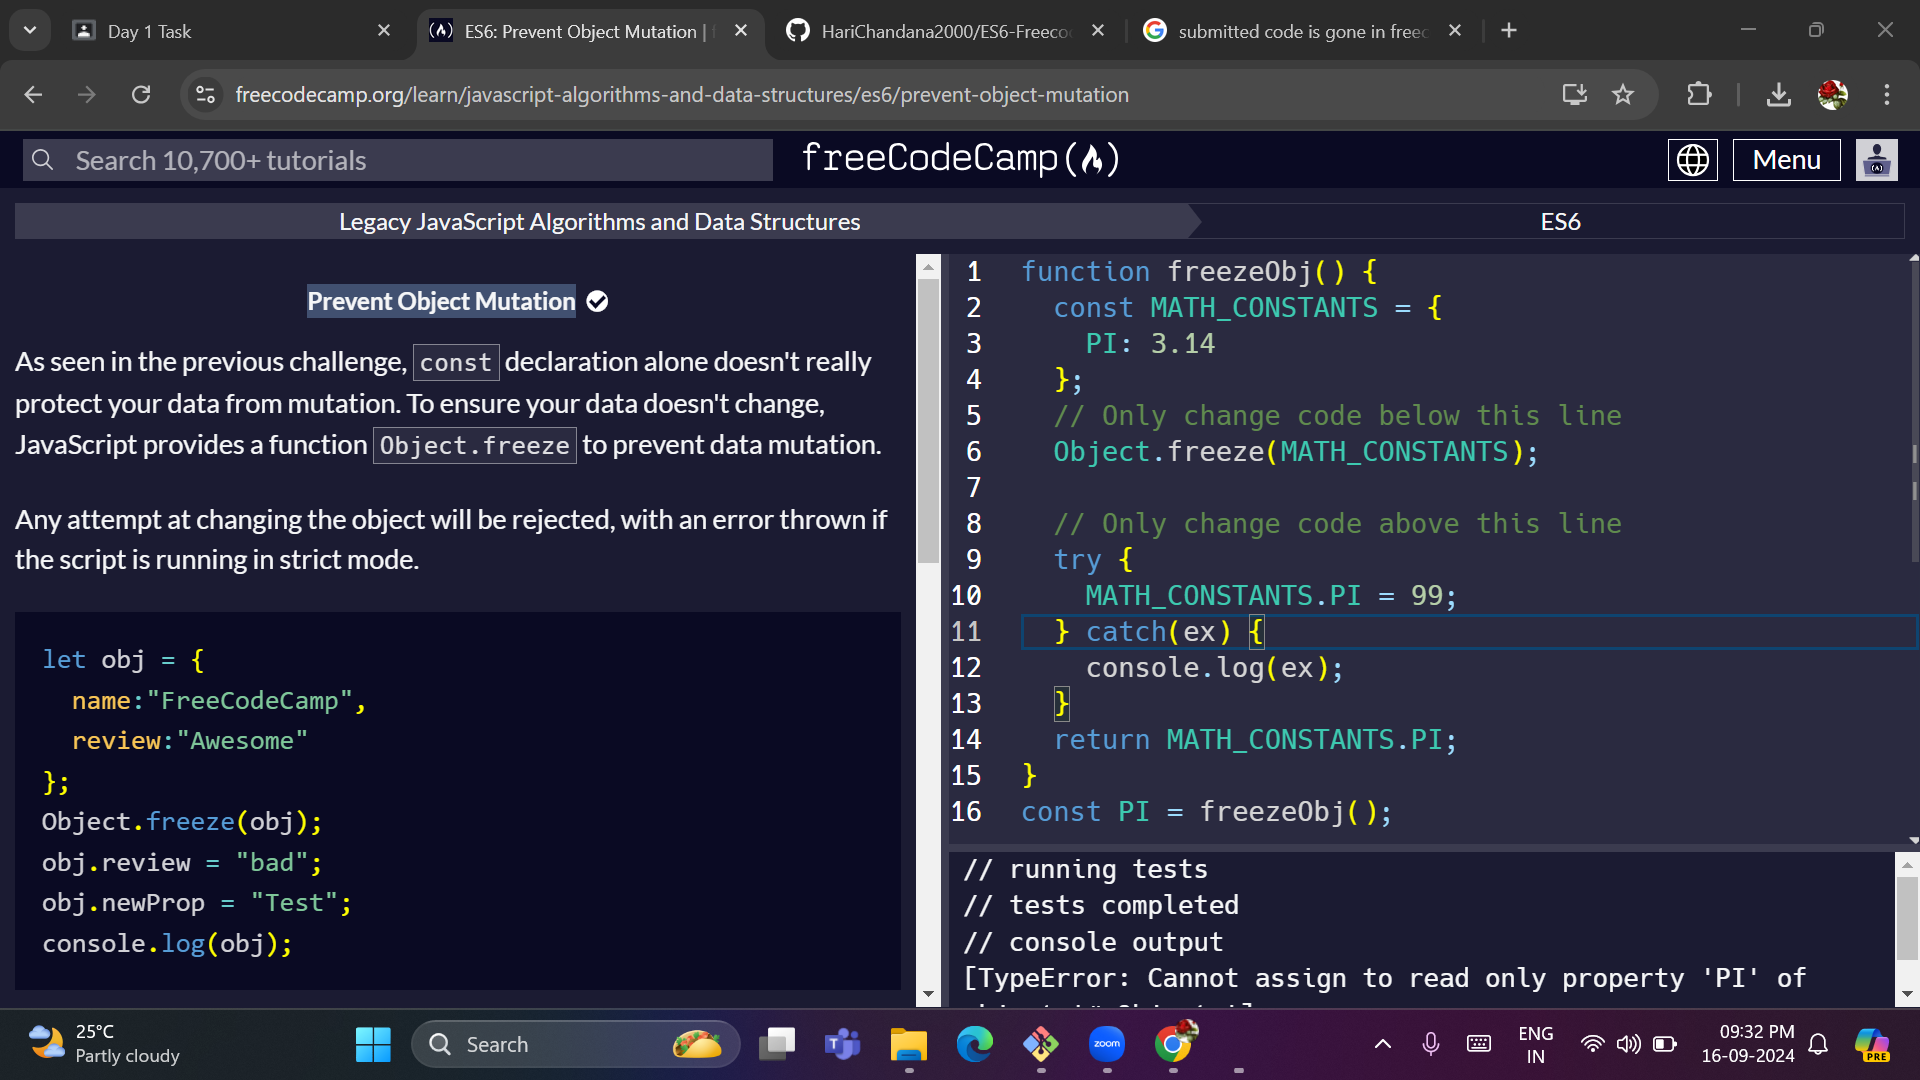 Day 1 Task
ES6: Prevent Object Mutation |
HariChandana2000/ES6-Freeco
submitted code is gone in freec
freecodecamp.org/learn/javascript-algorithms-and-data-structures/es6/prevent-object-mutation
Search 10,700+ tutorials
freeCodeCamp
Menu
Legacy JavaScript Algorithms and Data Structures
ES6
Prevent Object Mutation
As seen in the previous challenge, const declaration alone doesn't really
protect your data from mutation. To ensure your data doesn't change,
JavaScript provides a function Object.freeze to prevent data mutation.
Any attempt at changing the object will be rejected, with an error thrown if
the script is running in strict mode.
let obj = {
name:"FreeCodeCamp",
review:"Awesome"
};
Object.freeze(obj);
obj.review = "bad";
obj.newProp = "Test";
console.log(obj);
1 function freezeObj() {
2 const MATH_CONSTANTS = {
3 PI: 3.14
4 };
5 // Only change code below this line
6 Object.freeze(MATH_CONSTANTS);
7
8 // Only change code above this line
9 try {
10 MATH_CONSTANTS.PI = 99;
11 } catch(ex) {
12 console.log(ex);
13 }
14 return MATH_CONSTANTS.PI;
15 }
16 const PI = freezeObj();
// running tests
// tests completed
// console output
[TypeError: Cannot assign to read only property 'PI' of
25°C
Partly cloudy
Search
zoom
PRE
ENG
IN
09:32 PM
16-09-2024